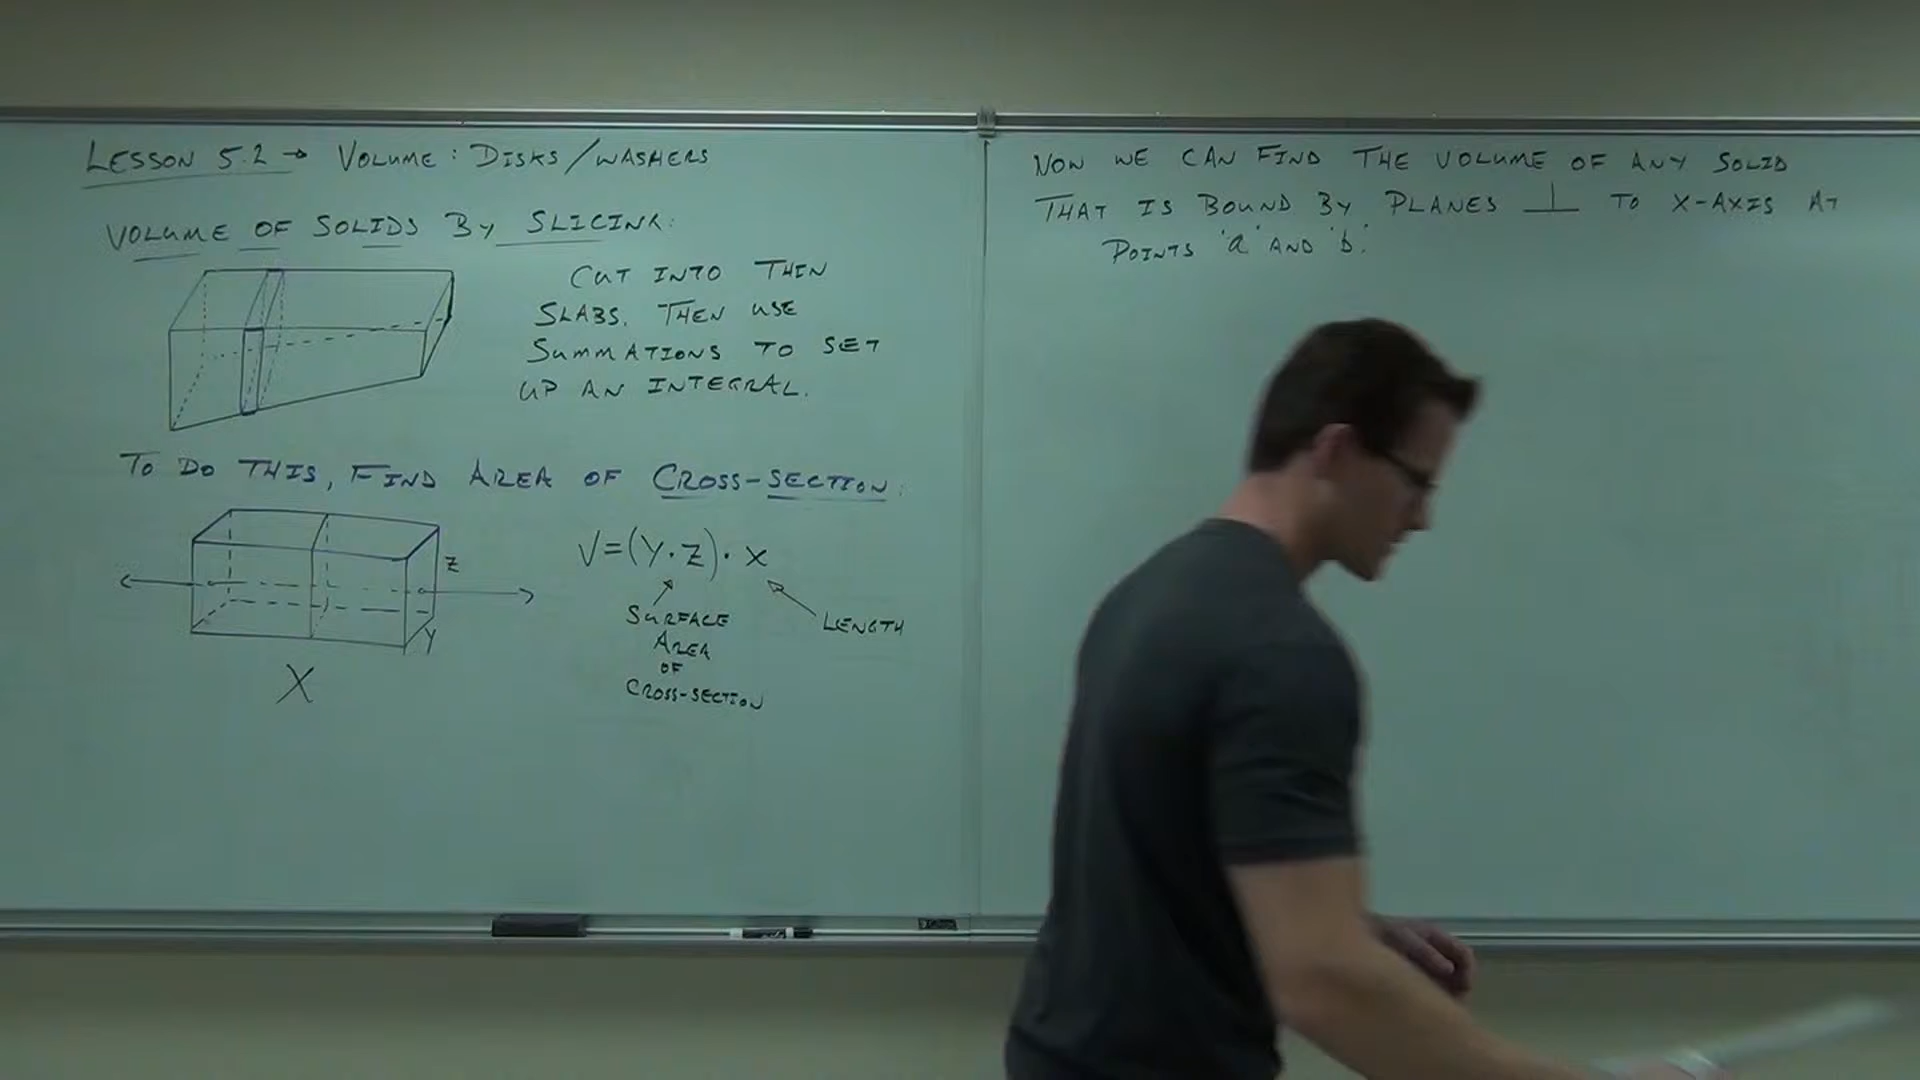 LESSON 5.2 → VOLUME: DISKS/WASHERS
VOLUME OF SOLIDS BY SLICING:
CUT INTO THIN
SLABS. THEN USE
SUMMATIONS TO SET
UP AN INTEGRAL.
TO DO THIS, FIND AREA OF CROSS-SECTION:
Z
Y
X
V=(Y·Z)·X
SURFACE
AREA
OF
CROSS-SECTION
LENGTH
NOW WE CAN FIND THE VOLUME OF ANY SOLID
THAT IS BOUND BY PLANES ⊥ TO X-AXIS AT
POINTS 'a' AND 'b'.